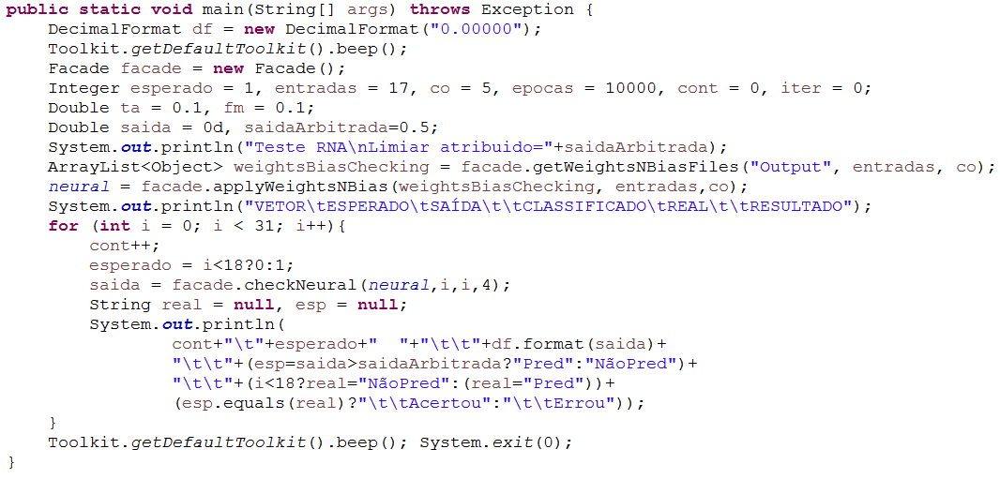 public static void main(String[] args) throws Exception {
    DecimalFormat df = new DecimalFormat("0.00000");
    Toolkit.getDefaultToolkit().beep();
    Facade facade = new Facade();
    Integer esperado = 1, entradas = 17, co = 5, epocas = 10000, cont = 0, iter = 0;
    Double ta = 0.1, fm = 0.1;
    Double saida = 0d, saidaArbitrada=0.5;
    System.out.println("Teste RNA\nLimiar atribuido="+saidaArbitrada);
    ArrayList<Object> weightsBiasChecking = facade.getWeightsNBiasFiles("Output", entradas, co);
    neural = facade.applyWeightsNBias(weightsBiasChecking, entradas,co);
    System.out.println("VETOR\tESPERADO\tSAÍDA\t\tCLASSIFICADO\tREAL\t\tRESULTADO");
    for (int i = 0; i < 31; i++){
        cont++;
        esperado = i<18?0:1;
        saida = facade.checkNeural(neural,i,i,4);
        String real = null, esp = null;
        System.out.println(
                cont+"\t"+esperado+"  "+"\t\t"+df.format(saida)+
                "\t\t"+(esp=saida>saidaArbitrada?"Pred":"NãoPred")+
                "\t\t"+(i<18?real="NãoPred":(real="Pred"))+
                (esp.equals(real)?"\t\tAcertou":"\t\tErrou"));
    }
    Toolkit.getDefaultToolkit().beep(); System.exit(0);
}